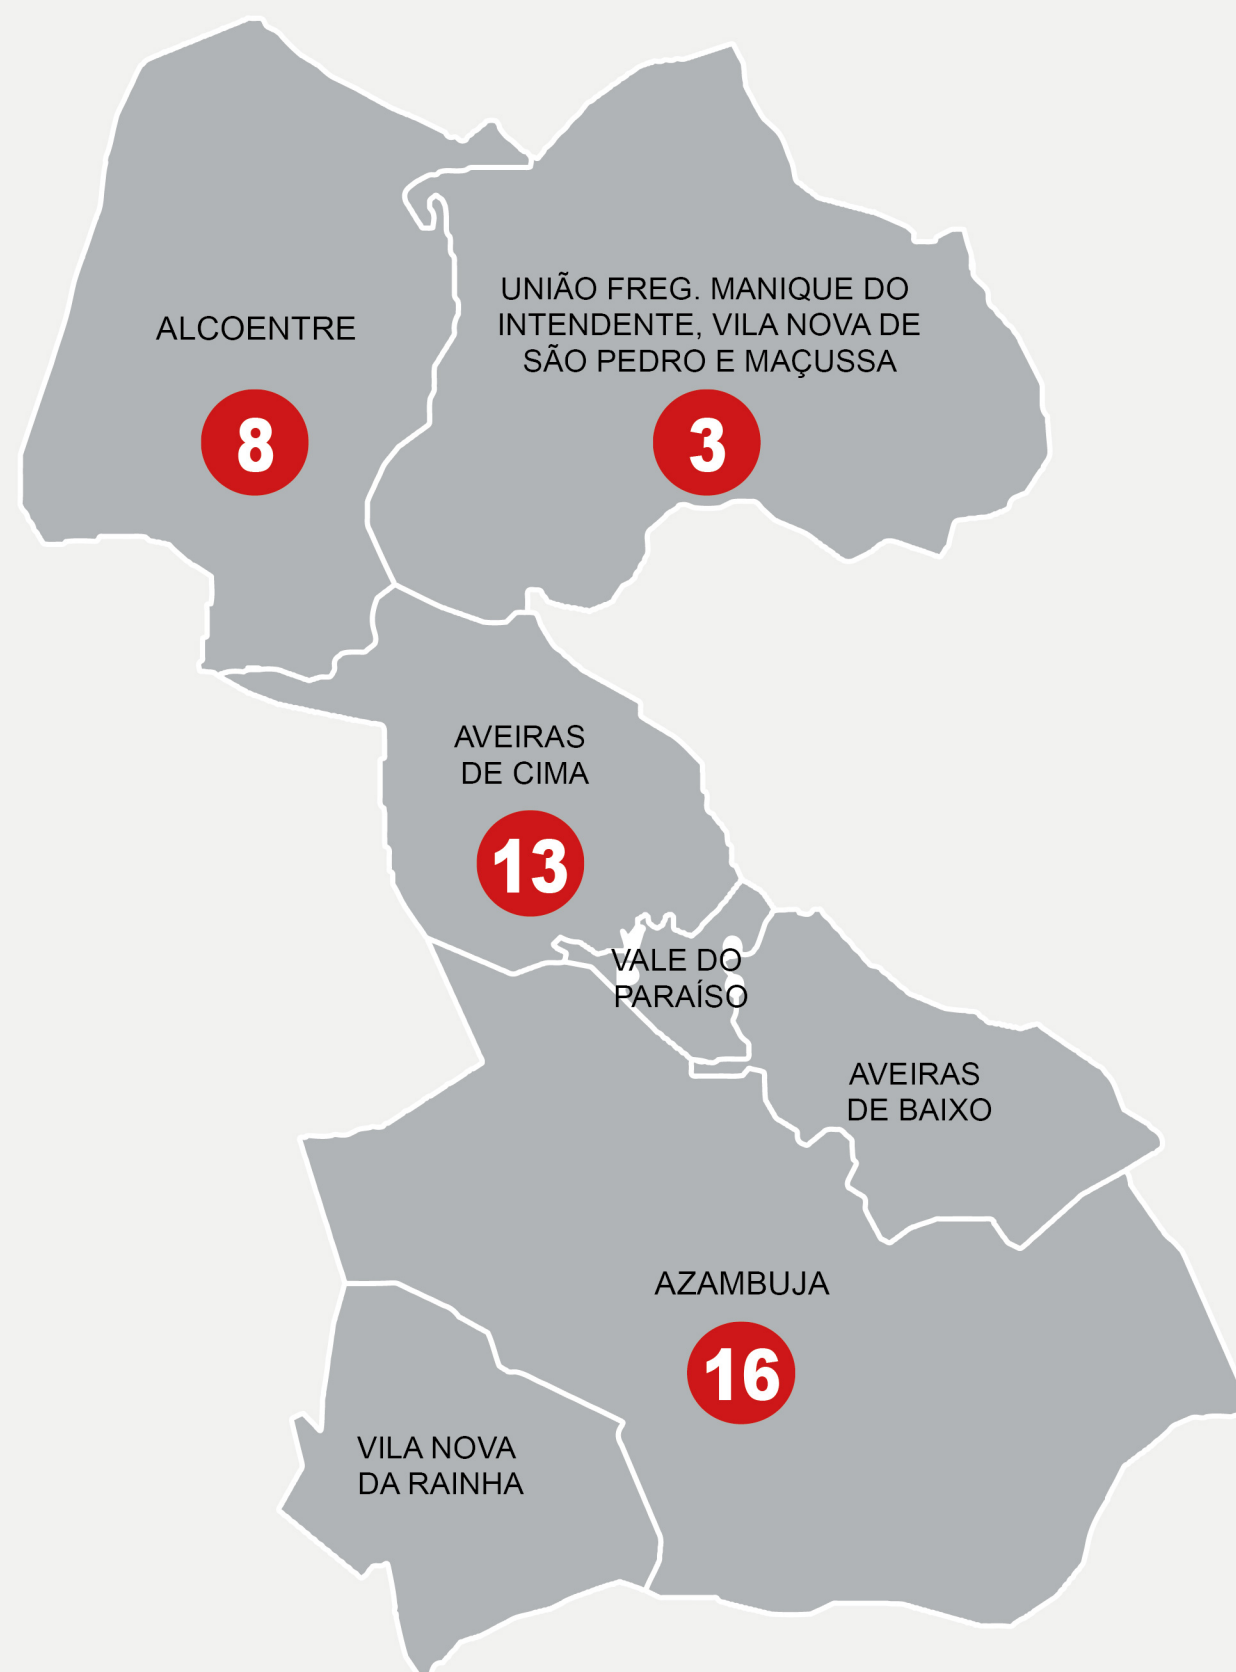 ALCOENTRE
8
UNIÃO FREG. MANIQUE DO
INTENDENTE, VILA NOVA DE
SÃO PEDRO E MAÇUSSA
3
AVEIRAS
DE CIMA
13
VALE DO
PARAÍSO
AVEIRAS
DE BAIXO
AZAMBUJA
16
VILA NOVA
DA RAINHA